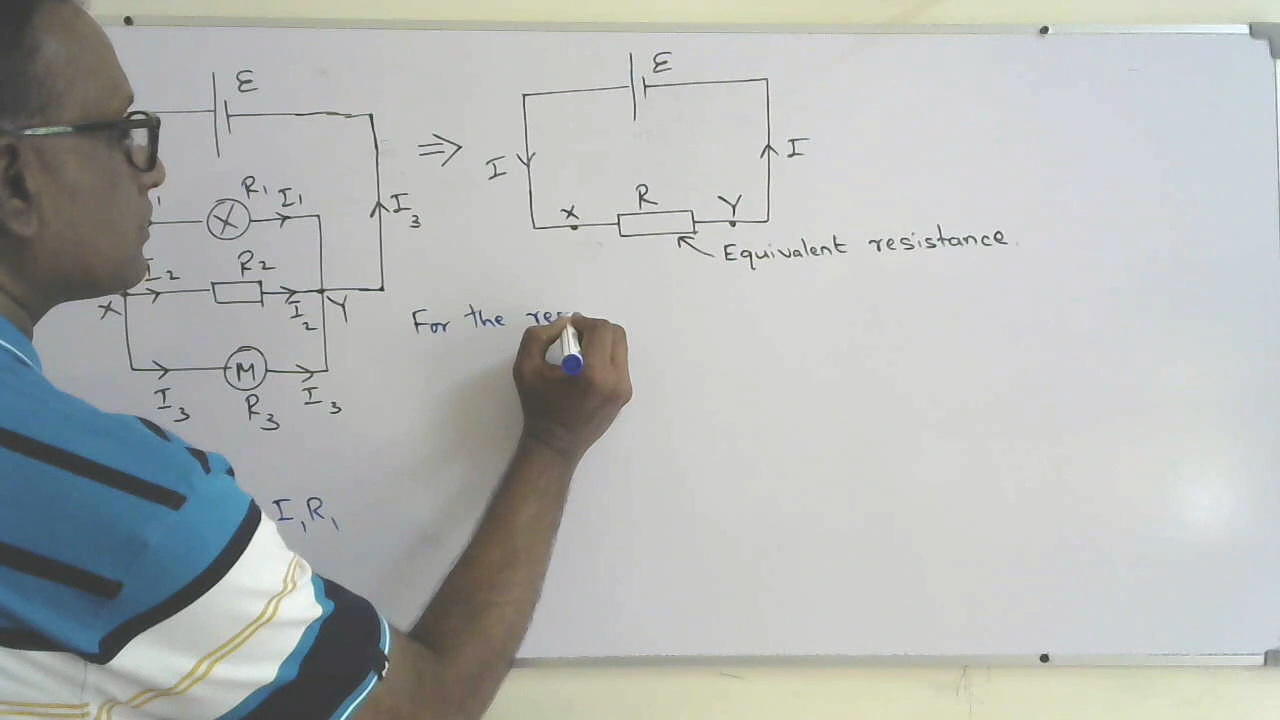 ε
ε
I
I
R1
I1
I3
X
R
Y
Equivalent resistance.
I2
R2
I2
X
Y
For the
I3
M
R3
I3
I1R1